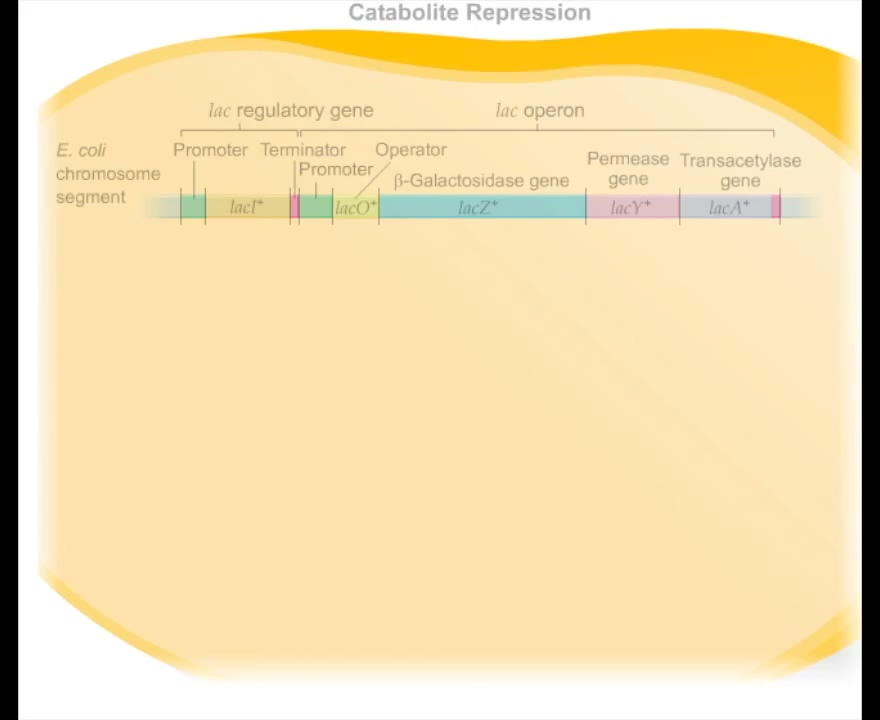 Catabolite Repression
lac regulatory gene
lac operon
E. coli
chromosome
segment
Promoter
Terminator
Promoter
Operator
β-Galactosidase gene
Permease
gene
Transacetylase
gene
lacI⁺
lacO⁺
lacZ⁺
lacY⁺
lacA⁺